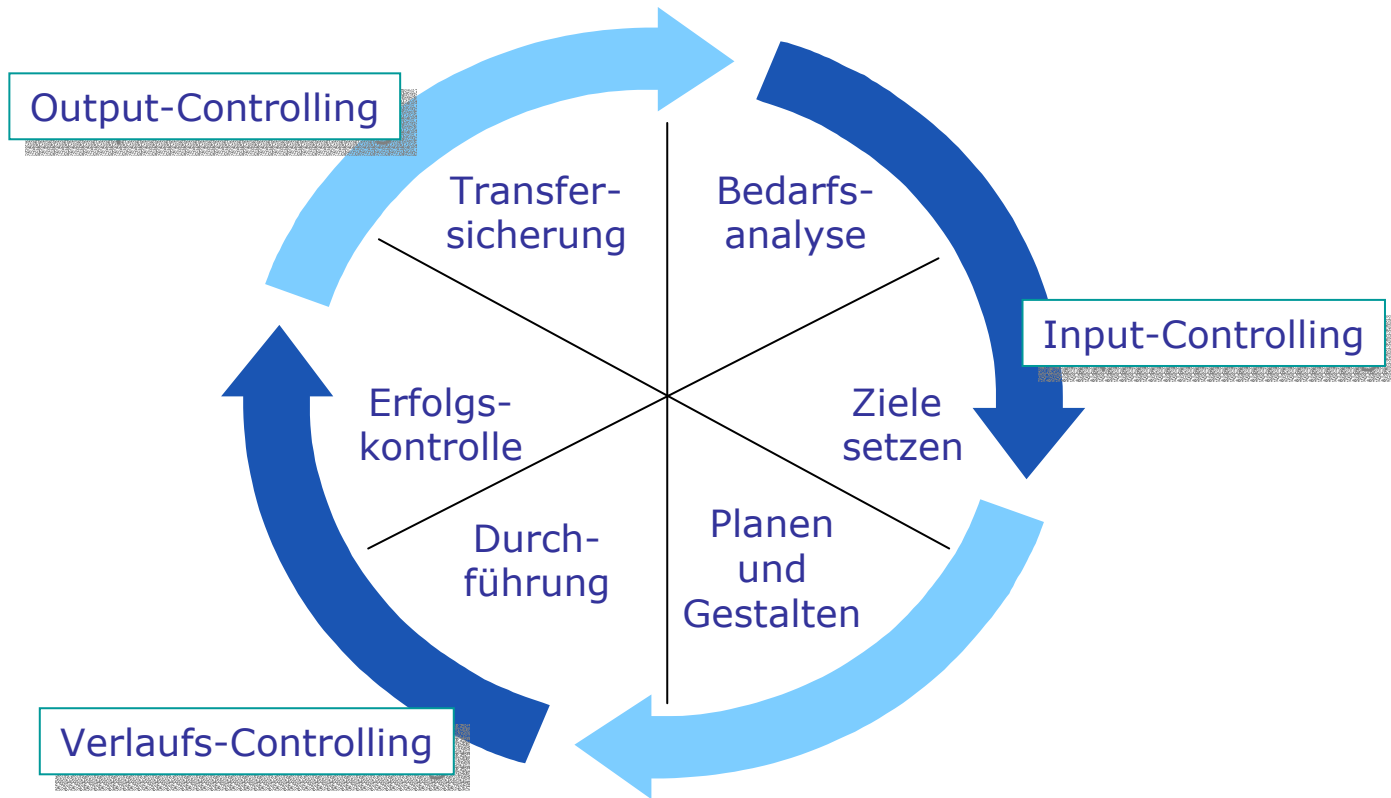 Output-Controlling
Transfer-
sicherung
Bedarfs-
analyse
Input-Controlling
Erfolgs-
kontrolle
Ziele
setzen
Durch-
führung
Planen
und
Gestalten
Verlaufs-Controlling